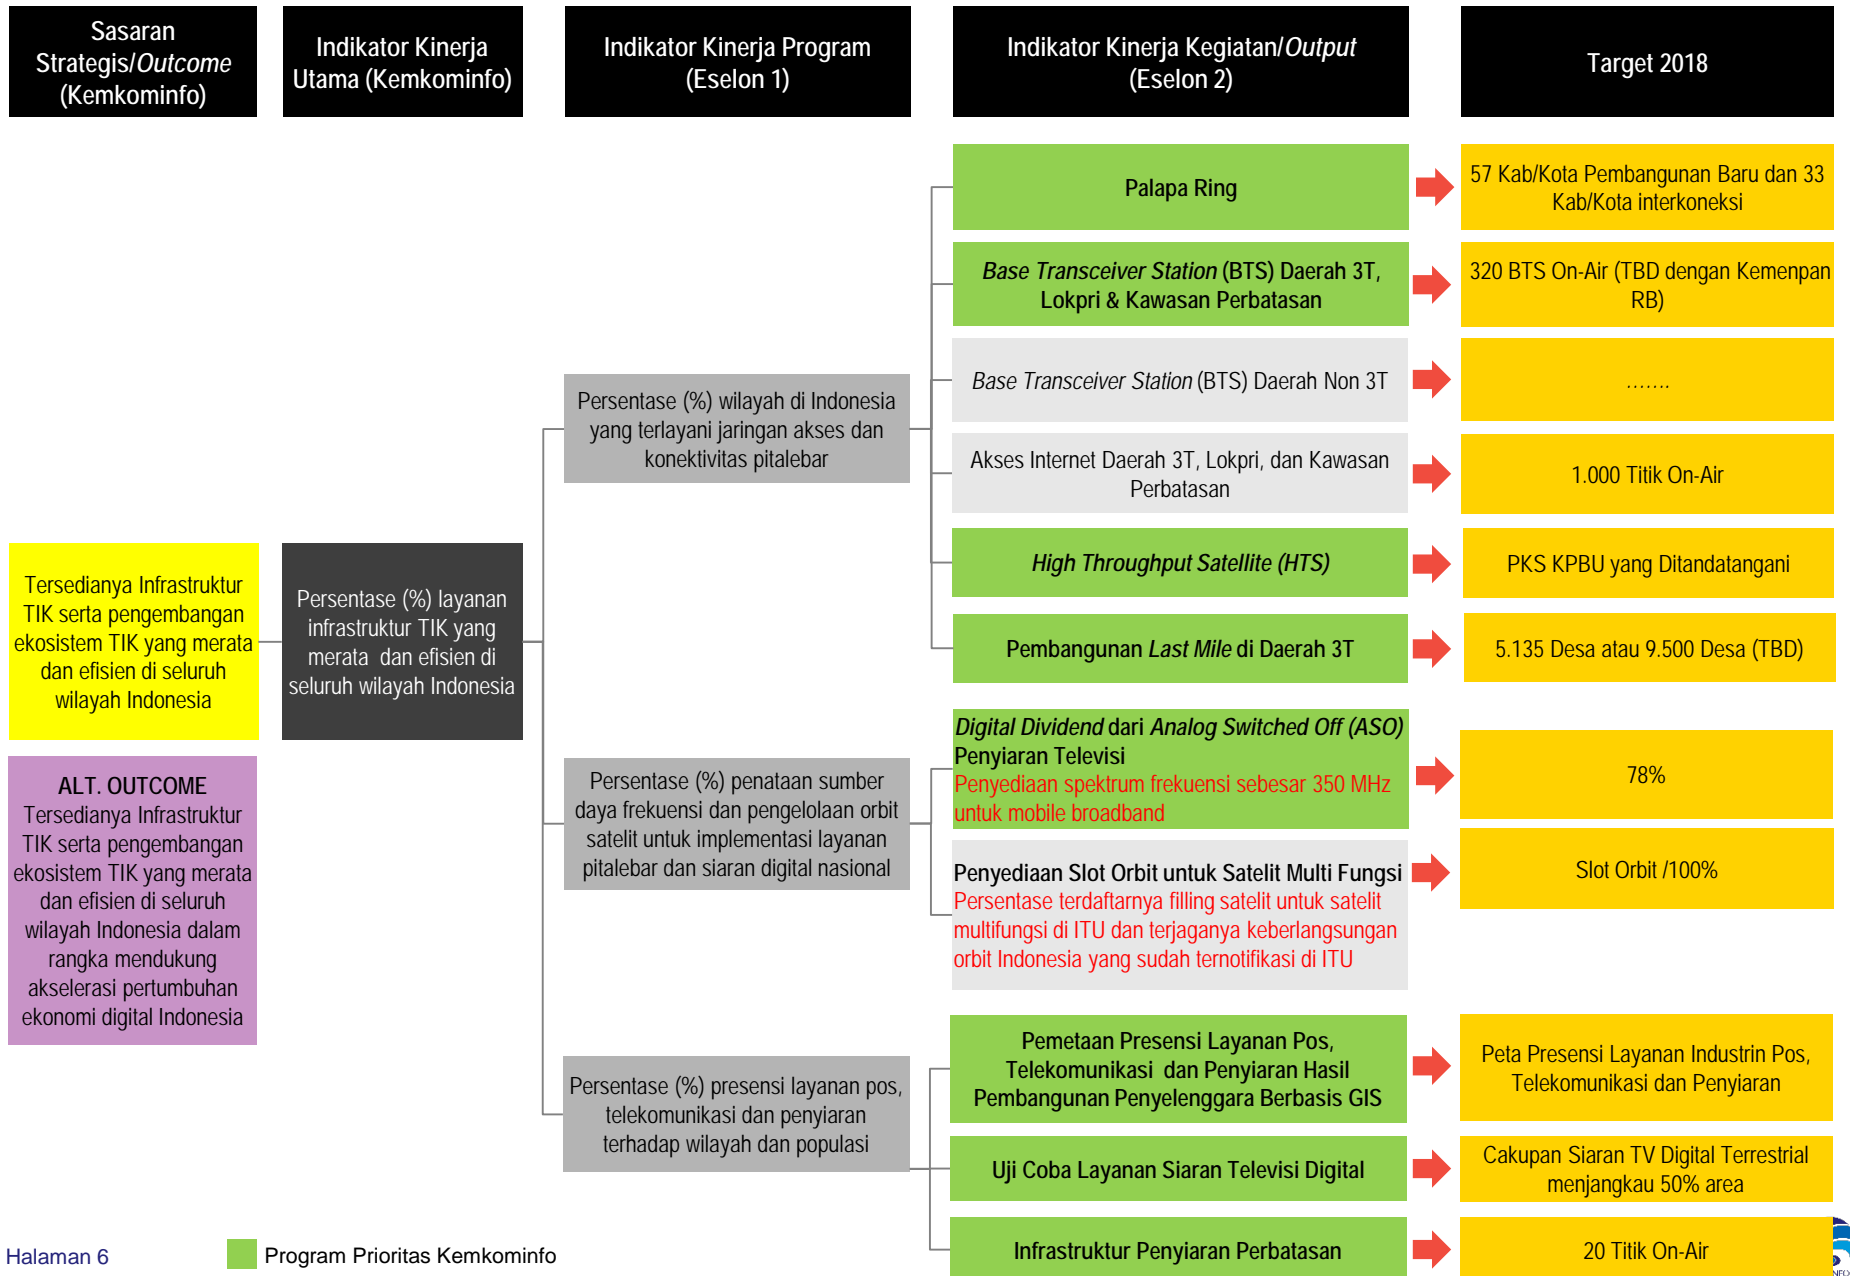 Sasaran
Strategis/Outcome
(Kemkominfo)
Indikator Kinerja
Utama (Kemkominfo)
Indikator Kinerja Program
(Eselon 1)
Indikator Kinerja Kegiatan/Output
(Eselon 2)
Target 2018
Tersedianya Infrastruktur
TIK serta pengembangan
ekosistem TIK yang merata
dan efisien di seluruh
wilayah Indonesia
ALT. OUTCOME
Tersedianya Infrastruktur
TIK serta pengembangan
ekosistem TIK yang merata
dan efisien di seluruh
wilayah Indonesia dalam
rangka mendukung
akselerasi pertumbuhan
ekonomi digital Indonesia
Persentase (%) layanan
infrastruktur TIK yang
merata dan efisien di
seluruh wilayah Indonesia
Persentase (%) wilayah di Indonesia
yang terlayani jaringan akses dan
konektivitas pitalebar
Palapa Ring
57 Kab/Kota Pembangunan Baru dan 33
Kab/Kota interkoneksi
Base Transceiver Station (BTS) Daerah 3T,
Lokpri & Kawasan Perbatasan
320 BTS On-Air (TBD dengan Kemenpan
RB)
Base Transceiver Station (BTS) Daerah Non 3T
.......
Akses Internet Daerah 3T, Lokpri, dan Kawasan
Perbatasan
1.000 Titik On-Air
High Throughput Satellite (HTS)
PKS KPBU yang Ditandatangani
Pembangunan Last Mile di Daerah 3T
5.135 Desa atau 9.500 Desa (TBD)
Persentase (%) penataan sumber
daya frekuensi dan pengelolaan orbit
satelit untuk implementasi layanan
pitalebar dan siaran digital nasional
Digital Dividend dari Analog Switched Off (ASO)
Penyiaran Televisi
Penyediaan spektrum frekuensi sebesar 350 MHz
untuk mobile broadband
78%
Penyediaan Slot Orbit untuk Satelit Multi Fungsi
Persentase terdaftarnya filling satelit untuk satelit
multifungsi di ITU dan terjaganya keberlangsungan
orbit Indonesia yang sudah ternotifikasi di ITU
Slot Orbit /100%
Persentase (%) presensi layanan pos,
telekomunikasi dan penyiaran
terhadap wilayah dan populasi
Pemetaan Presensi Layanan Pos,
Telekomunikasi dan Penyiaran Hasil
Pembangunan Penyelenggara Berbasis GIS
Peta Presensi Layanan Industrin Pos,
Telekomunikasi dan Penyiaran
Uji Coba Layanan Siaran Televisi Digital
Cakupan Siaran TV Digital Terrestrial
menjangkau 50% area
Infrastruktur Penyiaran Perbatasan
20 Titik On-Air
Halaman 6
Program Prioritas Kemkominfo